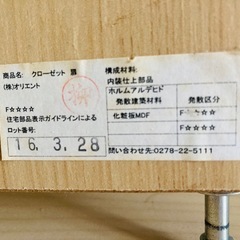 商品名: クローゼット 扉
(株)オリエント
F☆☆☆☆
住宅部品表示ガイドラインによる
ロット番号:
16.3.28
構成材料:
内装仕上部品
ホルムアルデヒド
発散建築材料 発散区分
化粧板MDF F☆☆☆☆
問い合わせ先:0278-22-5111